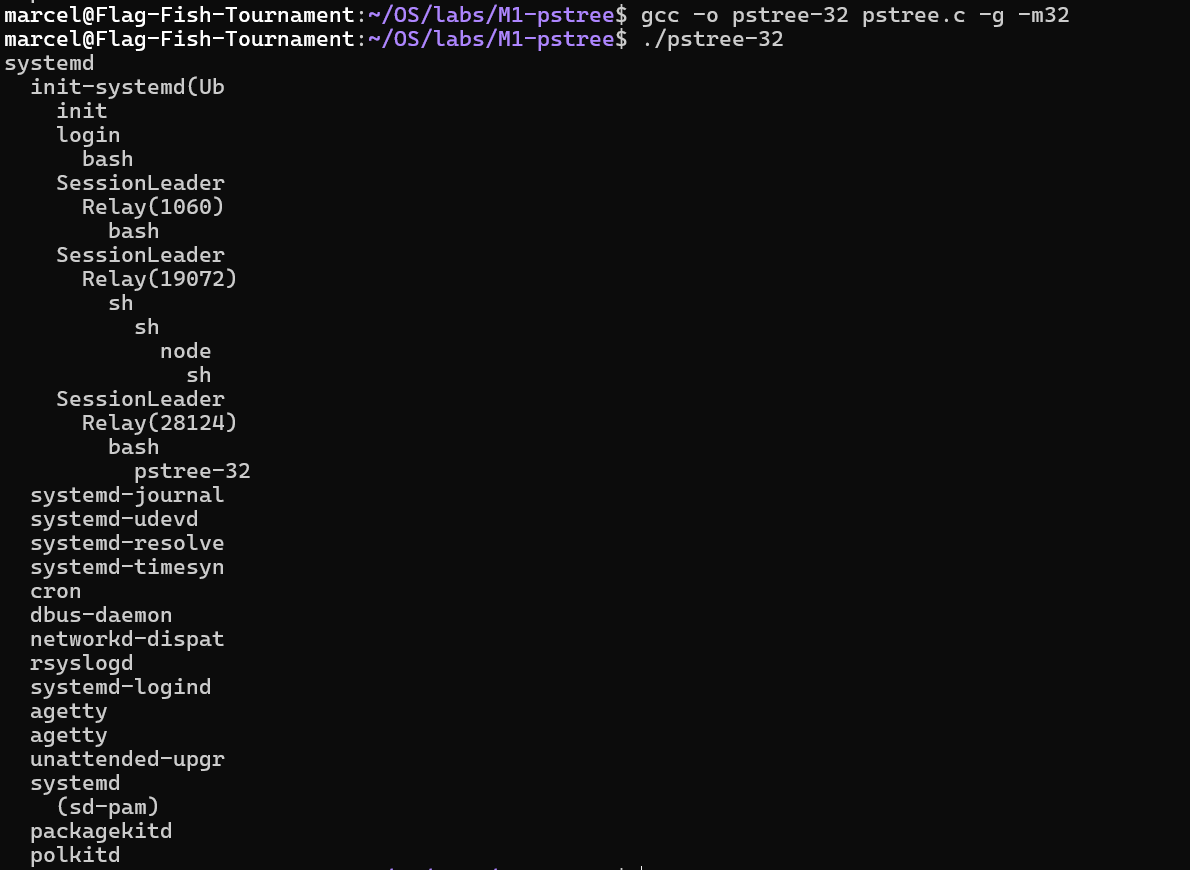 marcel@Flag-Fish-Tournament:~/OS/labs/M1-pstree$ gcc -o pstree-32 pstree.c -g -m32
marcel@Flag-Fish-Tournament:~/OS/labs/M1-pstree$ ./pstree-32
systemd
  init-systemd(Ub
    init
    login
      bash
    SessionLeader
      Relay(1060)
        bash
    SessionLeader
      Relay(19072)
        sh
          sh
            node
              sh
    SessionLeader
      Relay(28124)
        bash
          pstree-32
  systemd-journal
  systemd-udevd
  systemd-resolve
  systemd-timesyn
  cron
  dbus-daemon
  networkd-dispat
  rsyslogd
  systemd-logind
  agetty
  agetty
  unattended-upgr
  systemd
    (sd-pam)
  packagekitd
  polkitd